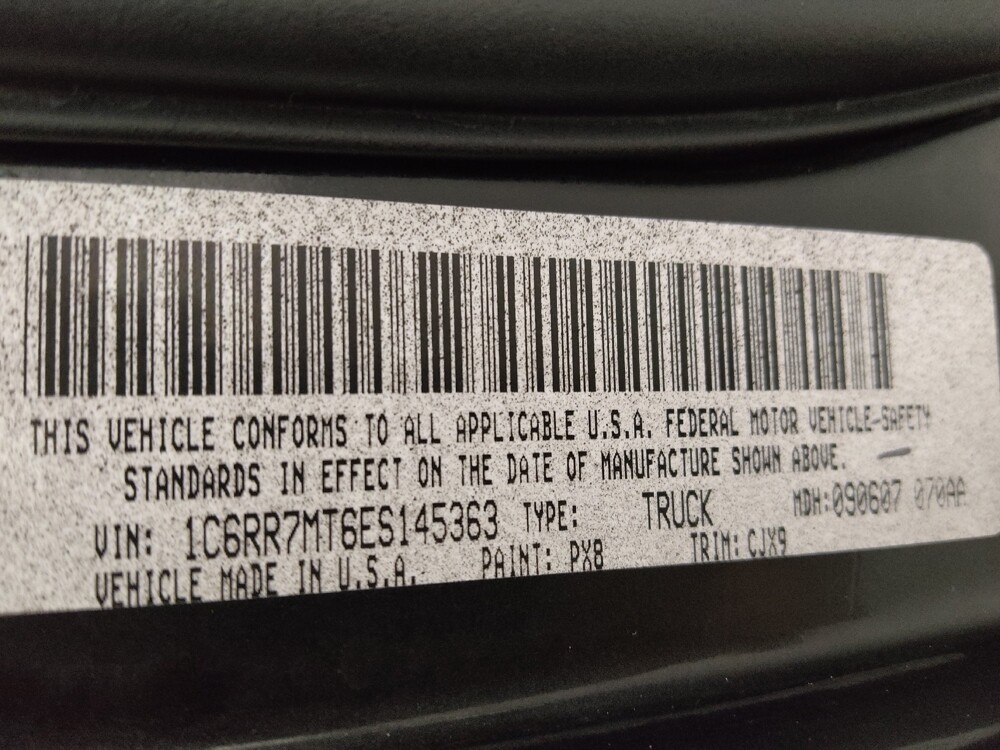 THIS VEHICLE CONFORMS TO ALL APPLICABLE U.S.A. FEDERAL MOTOR VEHICLE-SAFETY
STANDARDS IN EFFECT ON THE DATE OF MANUFACTURE SHOWN ABOVE.
VIN: 1C6RR7MT6ES145363 TYPE: TRUCK MDH:090607 070AA
VEHICLE MADE IN U.S.A. PAINT: PX8 TRIM: CJX9